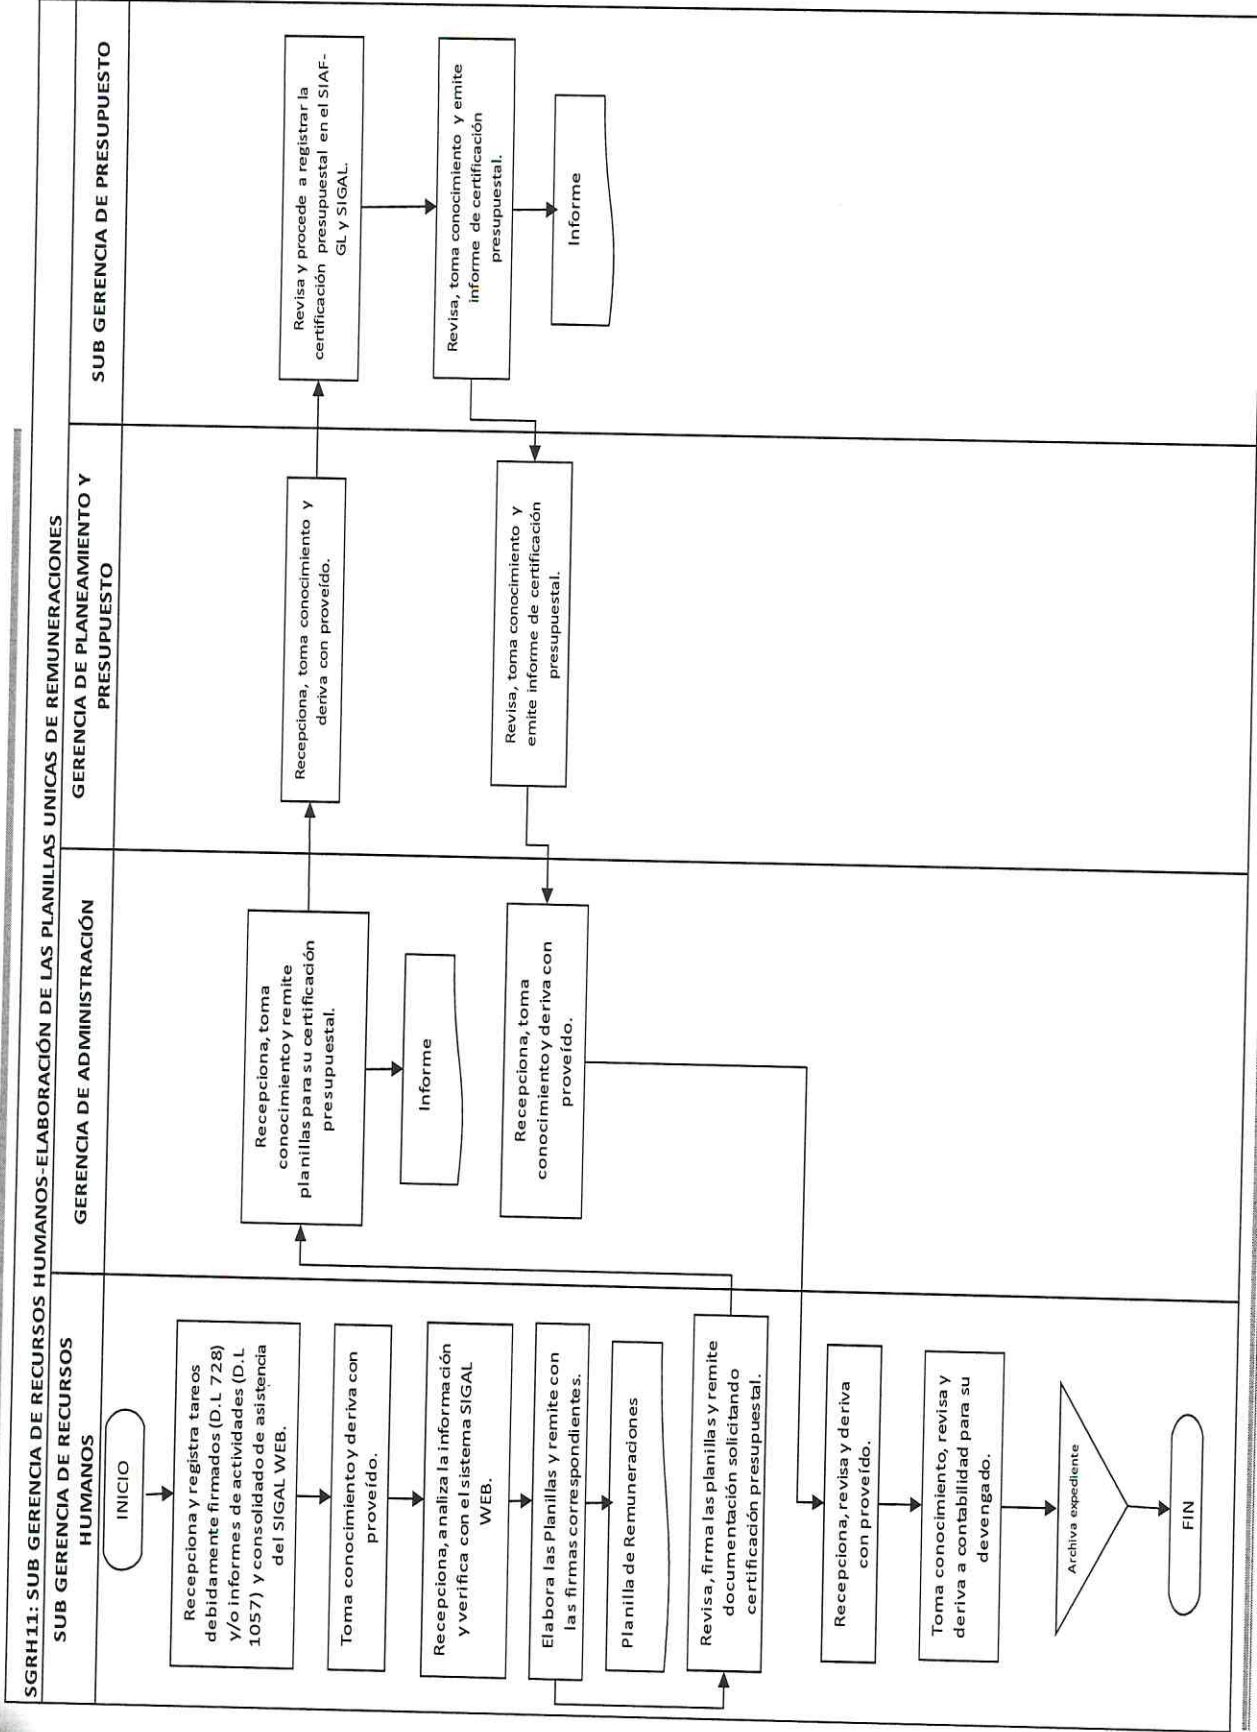 SGRH11: SUB GERENCIA DE RECURSOS HUMANOS-ELABORACIÓN DE LAS PLANILLAS UNICAS DE REMUNERACIONES
SUB GERENCIA DE RECURSOS
HUMANOS
GERENCIA DE ADMINISTRACIÓN
GERENCIA DE PLANEAMIENTO Y
PRESUPUESTO
SUB GERENCIA DE PRESUPUESTO
INICIO
Recepciona y registra tareos
debidamente firmados (D.L 728)
y/o informes de actividades (D.L
1057) y consolidado de asistencia
del SIGAL WEB.
Toma conocimiento y deriva con
proveído.
Recepciona, analiza la información
y verifica con el sistema SIGAL
WEB.
Elabora las Planillas y remite con
las firmas correspondientes.
Planilla de Remuneraciones
Revisa, firma las planillas y remite
documentación solicitando
certificación presupuestal.
Recepciona, toma
conocimiento y remite
planillas para su certificación
presupuestal.
Informe
Recepciona, toma conocimiento y
deriva con proveído.
Revisa y procede a registrar la
certificación presupuestal en el SIAF-
GL y SIGAL.
Revisa, toma conocimiento y emite
informe de certificación
presupuestal.
Informe
Revisa, toma conocimiento y
emite informe de certificación
presupuestal.
Recepciona, toma
conocimiento y deriva con
proveído.
Recepciona, revisa y deriva
con proveído.
Toma conocimiento, revisa y
deriva a contabilidad para su
devengado.
Archiva expediente
FIN